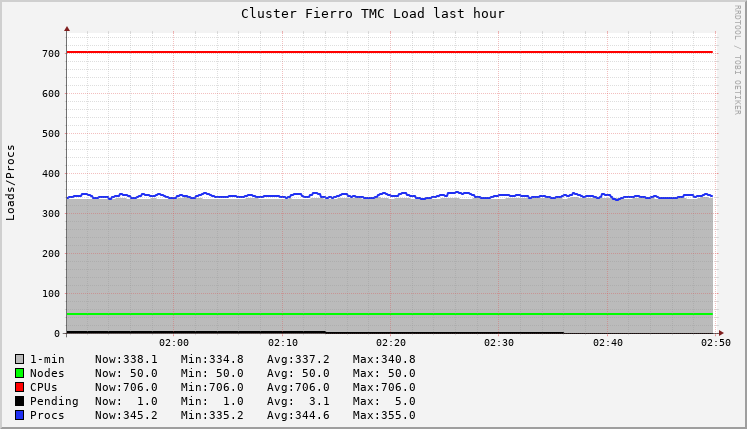 Cluster Fierro TMC Load last hour
RRDTOOL / TOBI OETIKER
Loads/Procs
700
600
500
400
300
200
100
0
02:00 02:10 02:20 02:30 02:40 02:50
1-min Now:338.1 Min:334.8 Avg:337.2 Max:340.8
Nodes Now: 50.0 Min: 50.0 Avg: 50.0 Max: 50.0
CPUs Now:706.0 Min:706.0 Avg:706.0 Max:706.0
Pending Now: 1.0 Min: 1.0 Avg: 3.1 Max: 5.0
Procs Now:345.2 Min:335.2 Avg:344.6 Max:355.0